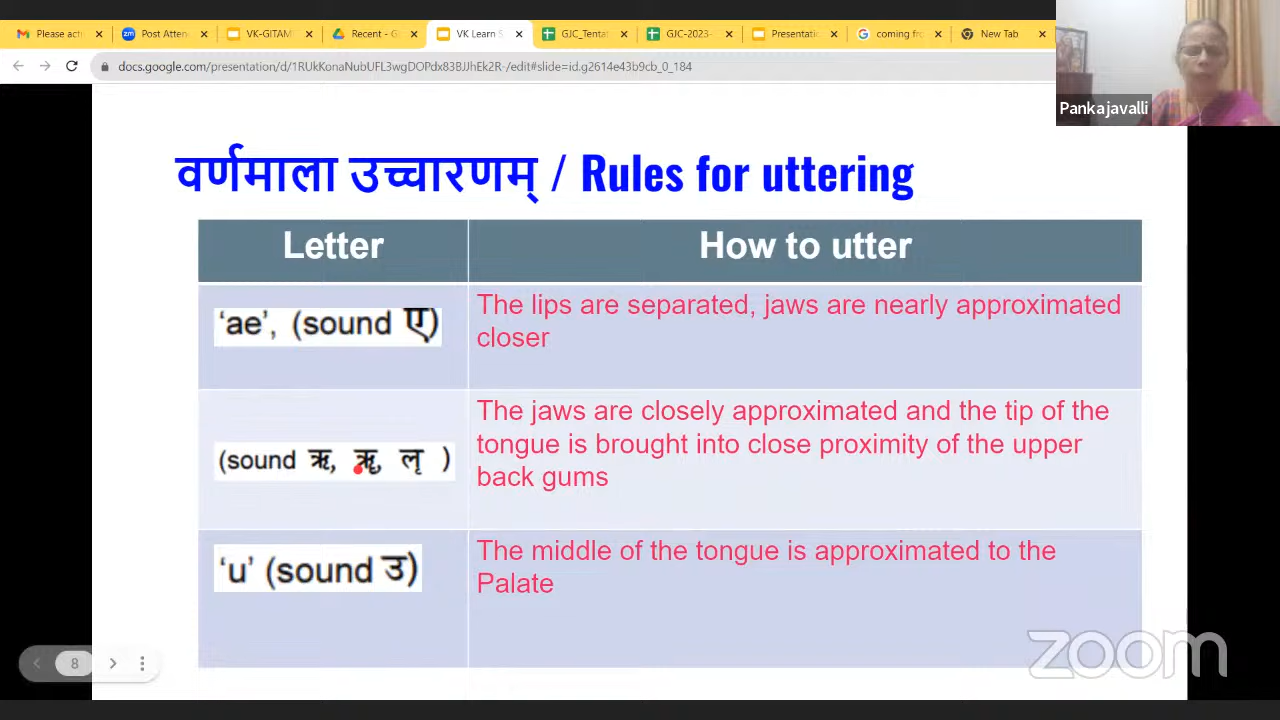 Please acti
Post Atten
VK-GITAM
Recent - G
VK Learn S
GJC_Tenta
GJC-2023-
Presentatio
coming fro
New Tab
docs.google.com/presentation/d/1RUkKonaNubUFL3wgDOPdx83BJJhEk2R-/edit#slide=id.g2614e43b9cb_0_184
Pankajavalli
वर्णमाला उच्चारणम् / Rules for uttering
Letter
How to utter
‘ae’, (sound ए)
The lips are separated, jaws are nearly approximated
closer
(sound ऋ, ॠ, लृ )
The jaws are closely approximated and the tip of the
tongue is brought into close proximity of the upper
back gums
‘u’ (sound उ)
The middle of the tongue is approximated to the
Palate
8
zoom